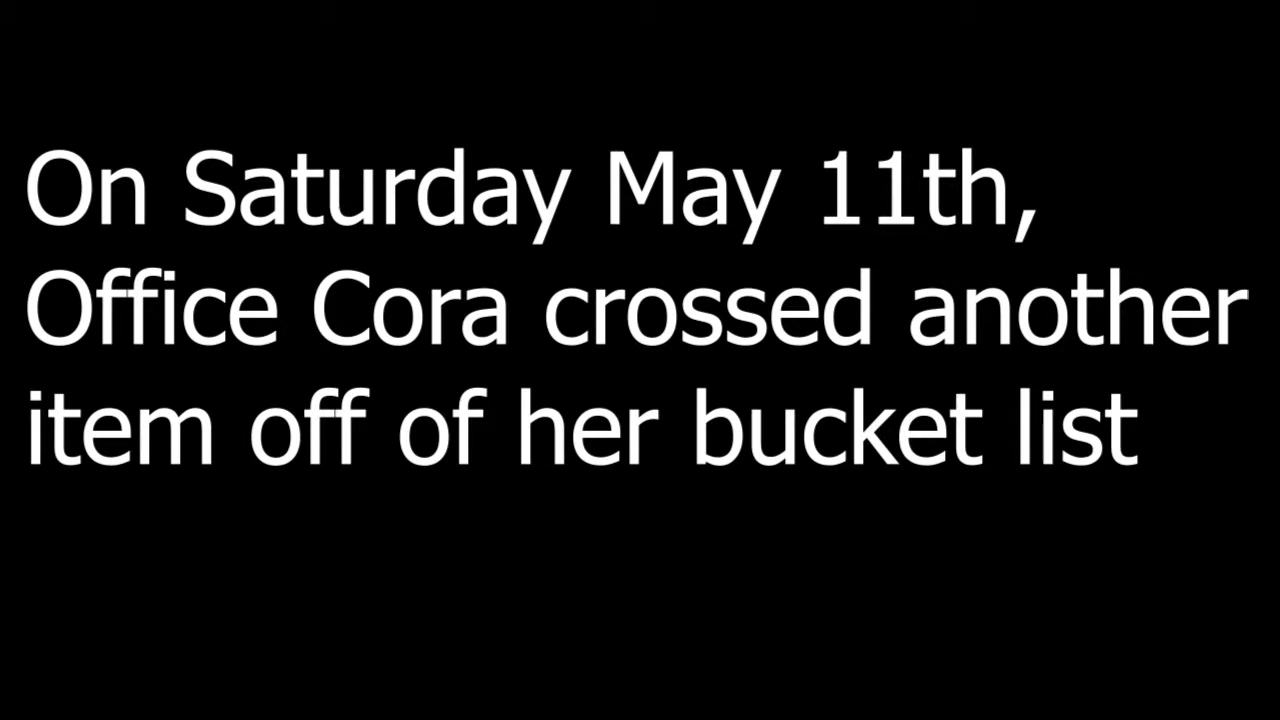 On Saturday May 11th,
Office Cora crossed another
item off of her bucket list